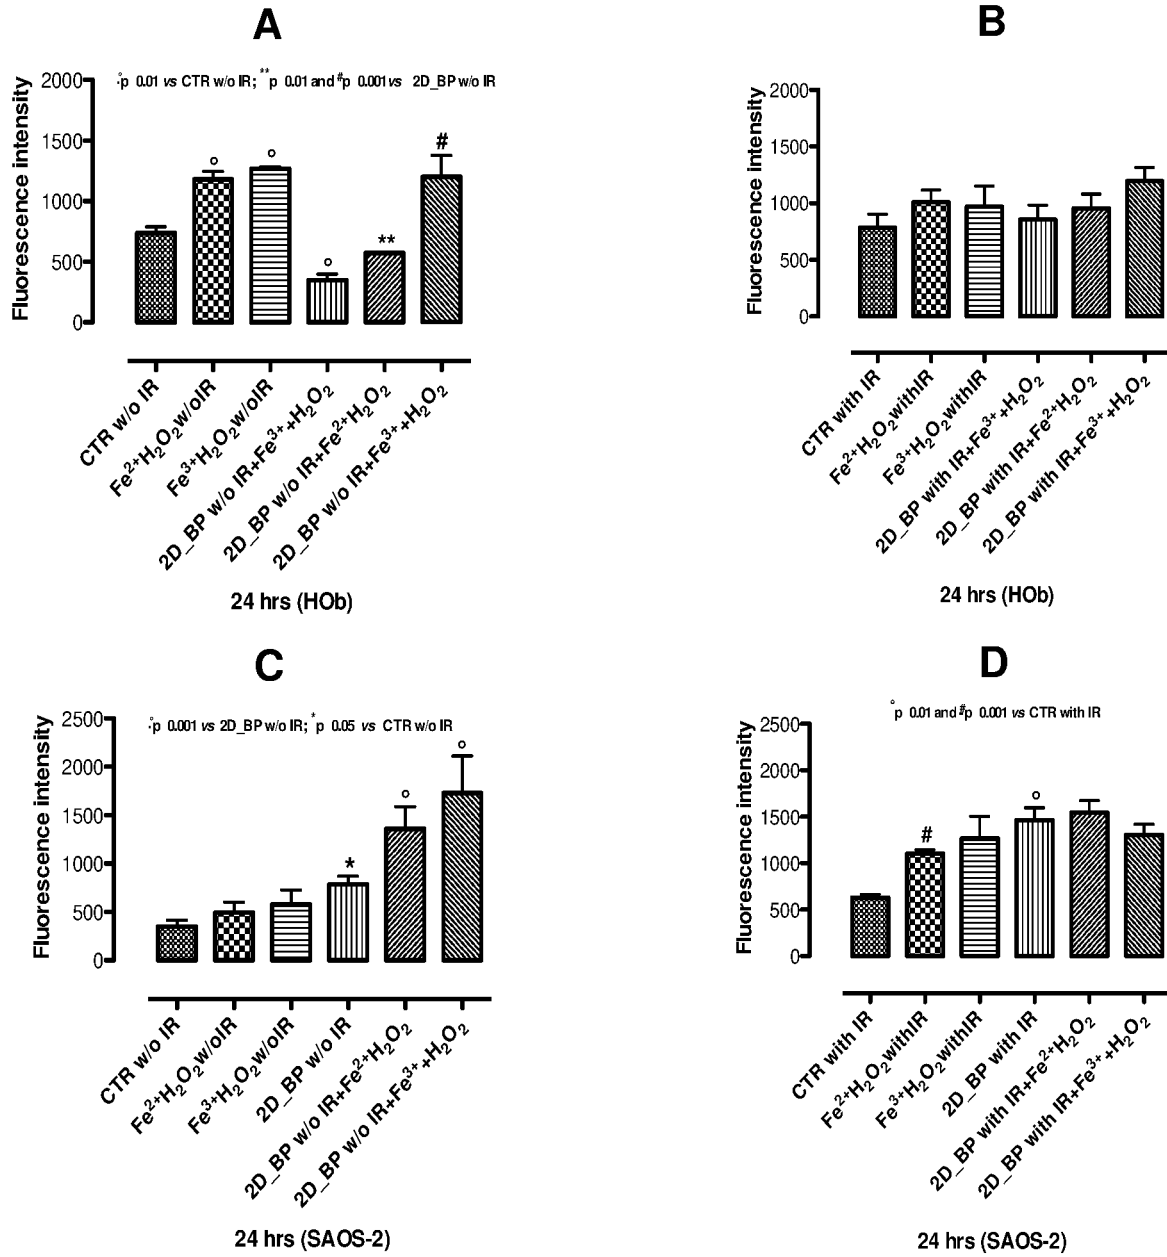 A
°p 0.01 vs CTR w/o IR; **p 0.01 and #p 0.001 vs 2D_BP w/o IR
Fluorescence intensity
2000
1500
1000
500
0
°
°
°
**
#
CTR w/o IR
Fe²⁺H₂O₂w/oIR
Fe³⁺H₂O₂w/oIR
2D_BP w/o IR+Fe³⁺+H₂O₂
2D_BP w/o IR+Fe²⁺H₂O₂
2D_BP w/o IR+Fe³⁺+H₂O₂
24 hrs (HOb)
B
Fluorescence intensity
2000
1500
1000
500
0
CTR with IR
Fe²⁺H₂O₂withIR
Fe³⁺H₂O₂withIR
2D_BP with IR+Fe³⁺+H₂O₂
2D_BP with IR+Fe²⁺H₂O₂
2D_BP with IR+Fe³⁺+H₂O₂
24 hrs (HOb)
C
°p 0.001 vs 2D_BP w/o IR; *p 0.05 vs CTR w/o IR
Fluorescence intensity
2500
2000
1500
1000
500
0
*
°
°
CTR w/o IR
Fe²⁺H₂O₂w/oIR
Fe³⁺H₂O₂w/oIR
2D_BP w/o IR
2D_BP w/o IR+Fe²⁺H₂O₂
2D_BP w/o IR+Fe³⁺+H₂O₂
24 hrs (SAOS-2)
D
°p 0.01 and #p 0.001 vs CTR with IR
Fluorescence intensity
2500
2000
1500
1000
500
0
#
°
CTR with IR
Fe²⁺H₂O₂withIR
Fe³⁺H₂O₂withIR
2D_BP with IR
2D_BP with IR+Fe²⁺H₂O₂
2D_BP with IR+Fe³⁺+H₂O₂
24 hrs (SAOS-2)